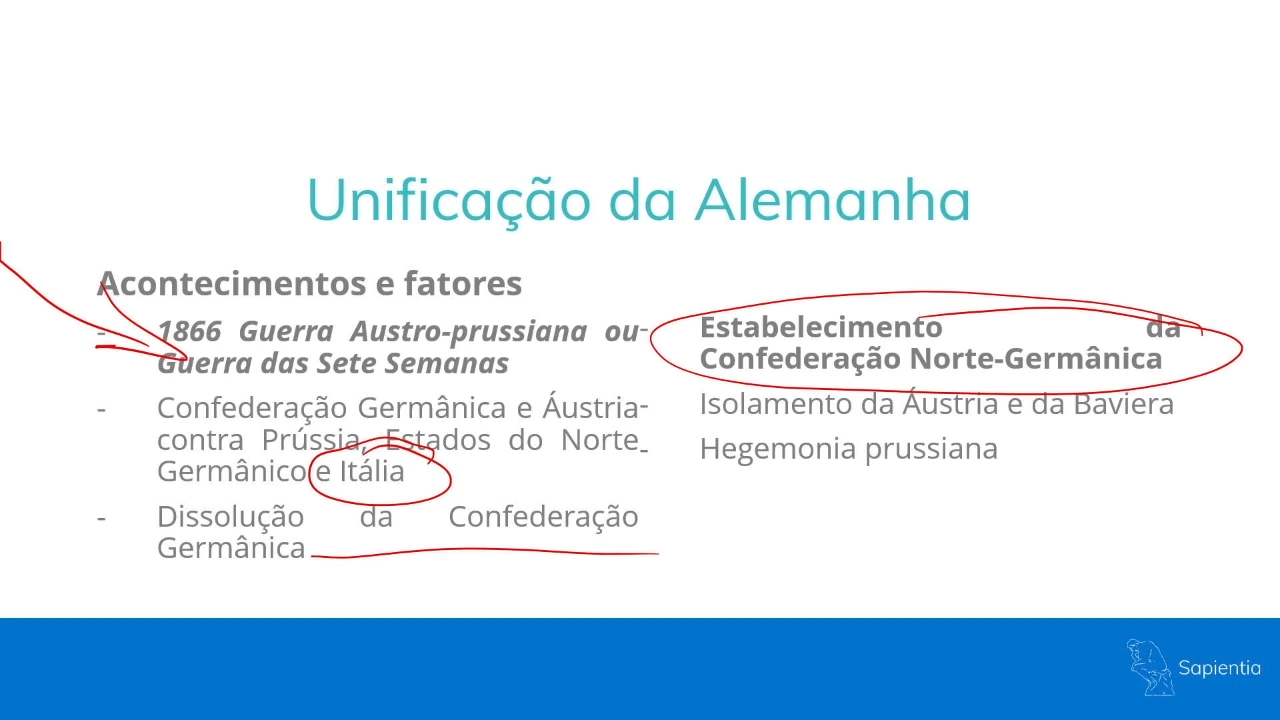 Unificação da Alemanha
Acontecimentos e fatores
- 1866 Guerra Austro-prussiana ou
Guerra das Sete Semanas
- Confederação Germânica e Áustria
contra Prússia, Estados do Norte
Germânico e Itália
- Dissolução da Confederação
Germânica
- Estabelecimento da
Confederação Norte-Germânica
- Isolamento da Áustria e da Baviera
- Hegemonia prussiana
Sapientia